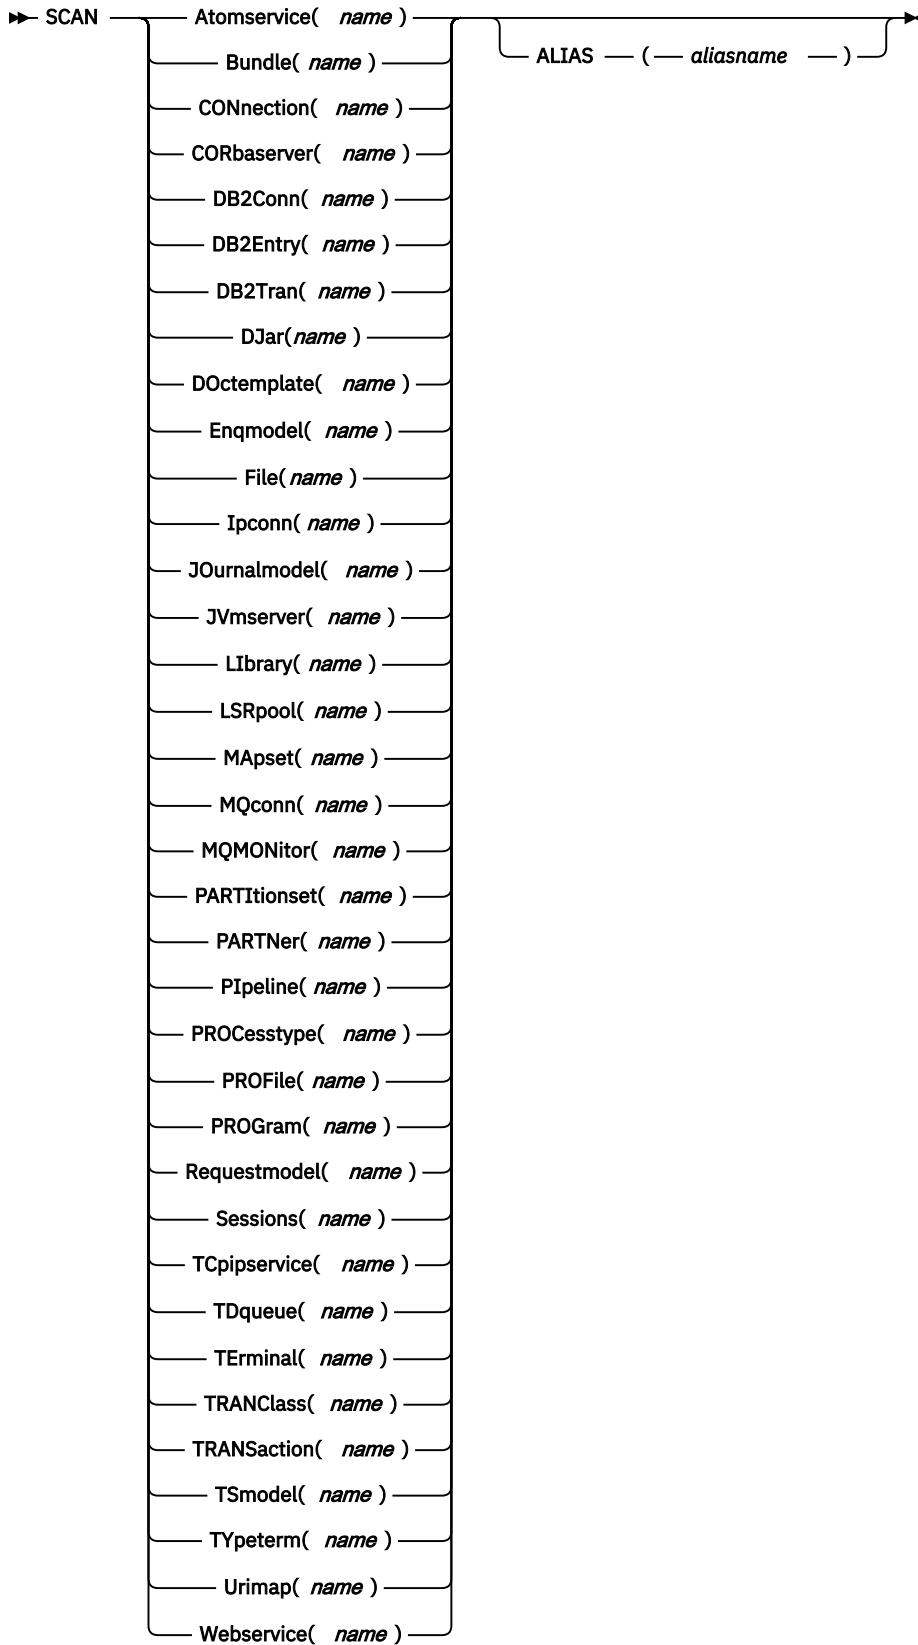 SCAN Atomservice( name )
Bundle( name ) ALIAS ( aliasname )
CONnection( name )
CORbaserver( name )
DB2Conn( name )
DB2Entry( name )
DB2Tran( name )
DJar(name )
DOctemplate( name )
Enqmodel( name )
File(name )
Ipconn( name )
JOurnalmodel( name )
JVmserver( name )
LIbrary( name )
LSRpool( name )
MApset( name )
MQconn( name )
MQMONitor( name )
PARTItionset( name )
PARTNer( name )
PIpeline( name )
PROCesstype( name )
PROFile( name )
PROGram( name )
Requestmodel( name )
Sessions( name )
TCpipservice( name )
TDqueue( name )
TErminal( name )
TRANClass( name )
TRANSaction( name )
TSmodel( name )
TYpeterm( name )
Urimap( name )
Webservice( name )